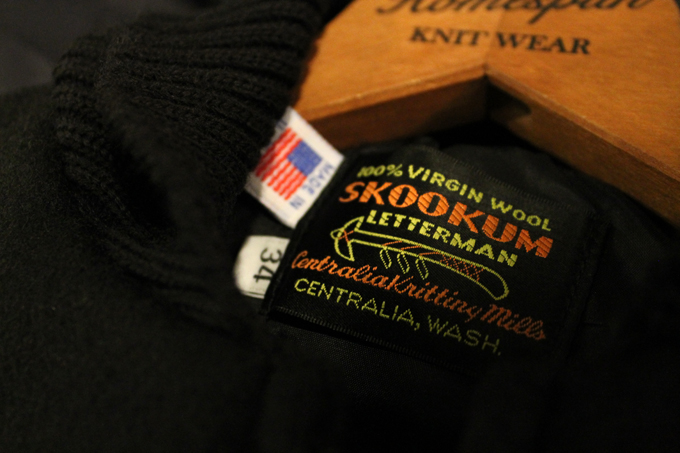 Homespun
KNIT WEAR
MADE IN
34
100% VIRGIN WOOL
SKOOKUM
LETTERMAN
Centralia Knitting Mills
CENTRALIA, WASH.